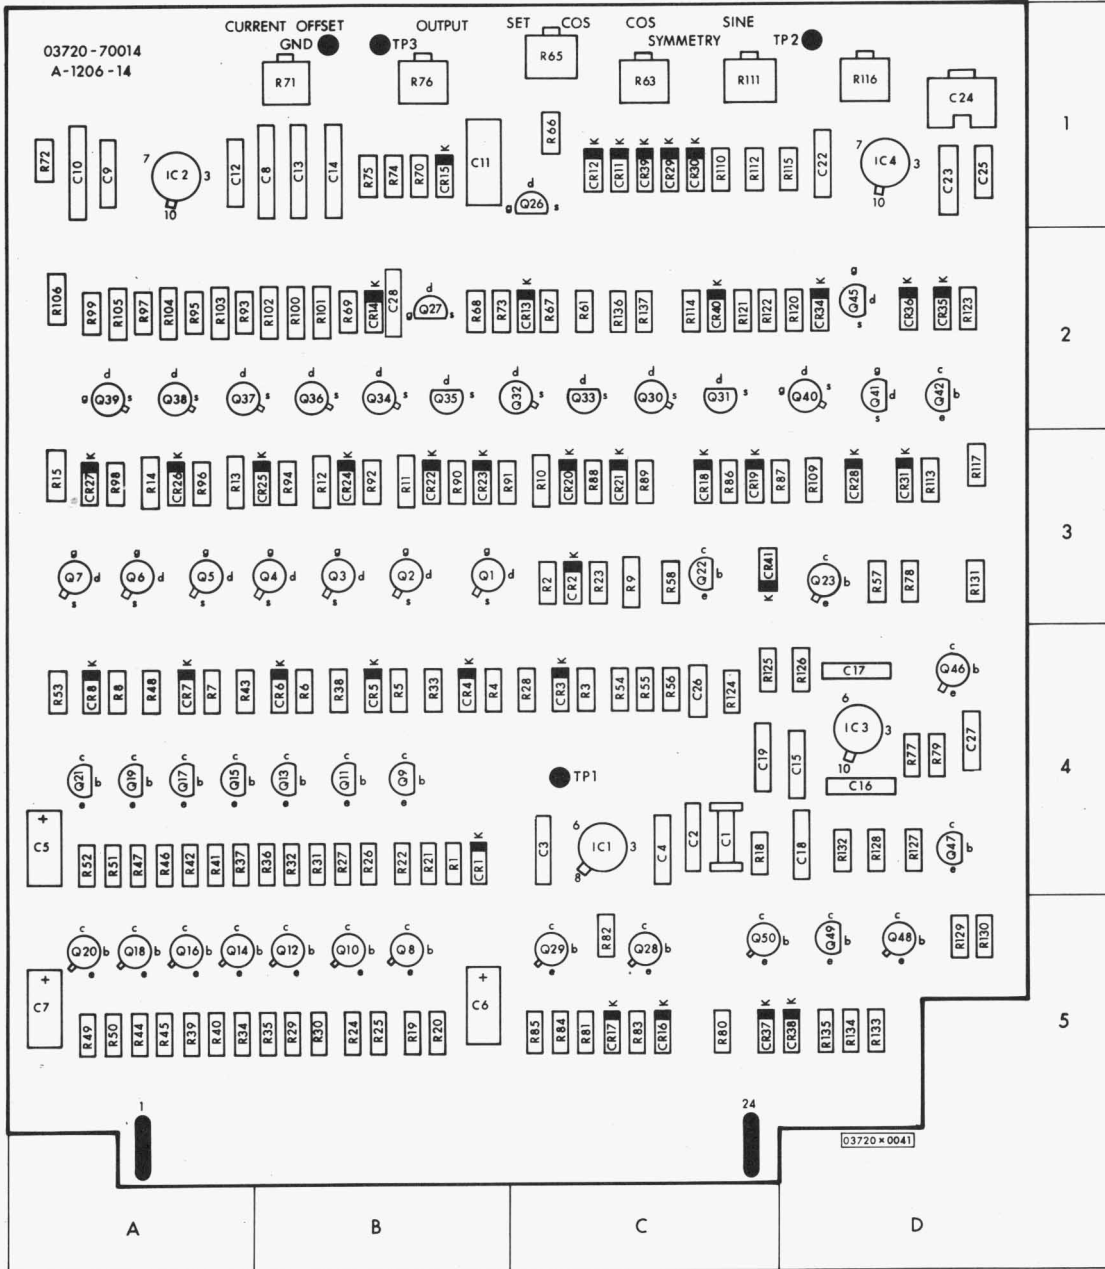 CURRENT OFFSET OUTPUT SET COS COS SINE
GND TP3 SYMMETRY TP2
03720-70014
A-1206-14
R71 R76 R65 R63 R111 R116 C24
1
R72 C10 C9 7 IC2 3 10 C12 C8 C13 C14 R75 R74 R70 CR15 K C11 R66 d g Q26 s CR12 K CR11 K CR39 K CR29 K CR30 K R110 R112 R115 C22 7 IC4 3 10 C23 C25
R106 R99 R105 R97 R104 R95 R103 R93 R102 R100 R101 R69 CR14 K C28 d g Q27 s R68 R73 CR13 K R67 R61 R136 R137 R114 CR40 K R121 R122 R120 CR34 K g Q45 d s CR36 K CR35 K R123
2
d g Q39 s d Q38 s d Q37 s d Q36 s d Q34 s d Q35 s d Q32 s d Q33 s d Q30 s d Q31 s d g Q40 s g Q41 d s c Q42 b e
R15 CR27 K R98 R14 CR26 K R96 R13 CR25 K R94 R12 CR24 K R92 R11 CR22 K R90 CR23 K R91 R10 CR20 K R88 CR21 K R89 CR18 K R86 CR19 K R87 R109 CR28 K CR31 K R113 R117
3
g Q7 d s g Q6 d s g Q5 d s g Q4 d s g Q3 d s g Q2 d s g Q1 d s R2 CR2 K R23 R9 R58 c Q22 b e CR41 K c Q23 b e R57 R78 R131
R53 CR8 K R8 R48 CR7 K R7 R43 CR6 K R6 R38 CR5 K R5 R33 CR4 K R4 R28 CR3 K R3 R54 R55 R56 C26 R124 R125 R126 C17 c Q46 b e
6 IC3 3 10 C19 C15 R77 R79 C27
4
c Q21 b e c Q19 b e c Q17 b e c Q15 b e c Q13 b e c Q11 b e c Q9 b e TP1 C16
+ C5 R52 R51 R47 R46 R42 R41 R37 R36 R32 R31 R27 R26 R22 R21 R1 CR1 K C3 6 IC1 3 8 C4 C2 C1 R18 C18 R132 R128 R127 c Q47 b e
c Q20 b e c Q18 b e c Q16 b e c Q14 b e c Q12 b e c Q10 b e c Q8 b e c Q29 b e R82 c Q28 b e c Q50 b e c Q49 b e c Q48 b e R129 R130
+ C7 R49 R50 R44 R45 R39 R40 R34 R35 R29 R30 R24 R25 R19 R20 + C6 R85 R84 R81 CR17 K R83 CR16 K R80 CR37 K CR38 K R135 R134 R133
5
1 24
03720×0041
A B C D